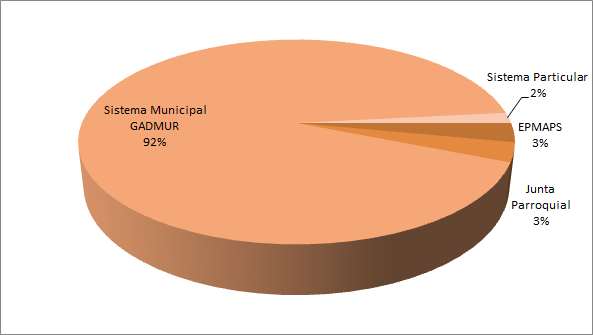 Sistema Municipal
GADMUR
92%
Sistema Particular
2%
EPMAPS
3%
Junta
Parroquial
3%